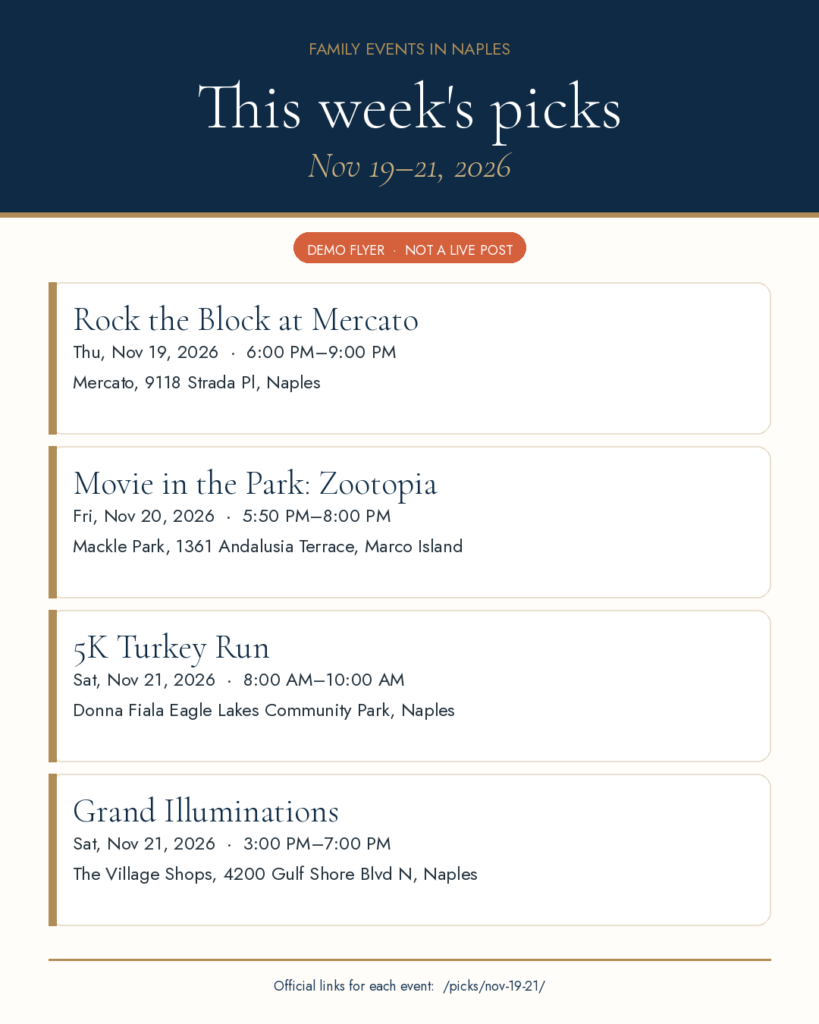 FAMILY EVENTS IN NAPLES
This week's picks
Nov 19–21, 2026
DEMO FLYER · NOT A LIVE POST
Rock the Block at Mercato
Thu, Nov 19, 2026 · 6:00 PM–9:00 PM
Mercato, 9118 Strada Pl, Naples
Movie in the Park: Zootopia
Fri, Nov 20, 2026 · 5:50 PM–8:00 PM
Mackle Park, 1361 Andalusia Terrace, Marco Island
5K Turkey Run
Sat, Nov 21, 2026 · 8:00 AM–10:00 AM
Donna Fiala Eagle Lakes Community Park, Naples
Grand Illuminations
Sat, Nov 21, 2026 · 3:00 PM–7:00 PM
The Village Shops, 4200 Gulf Shore Blvd N, Naples
Official links for each event: /picks/nov-19-21/